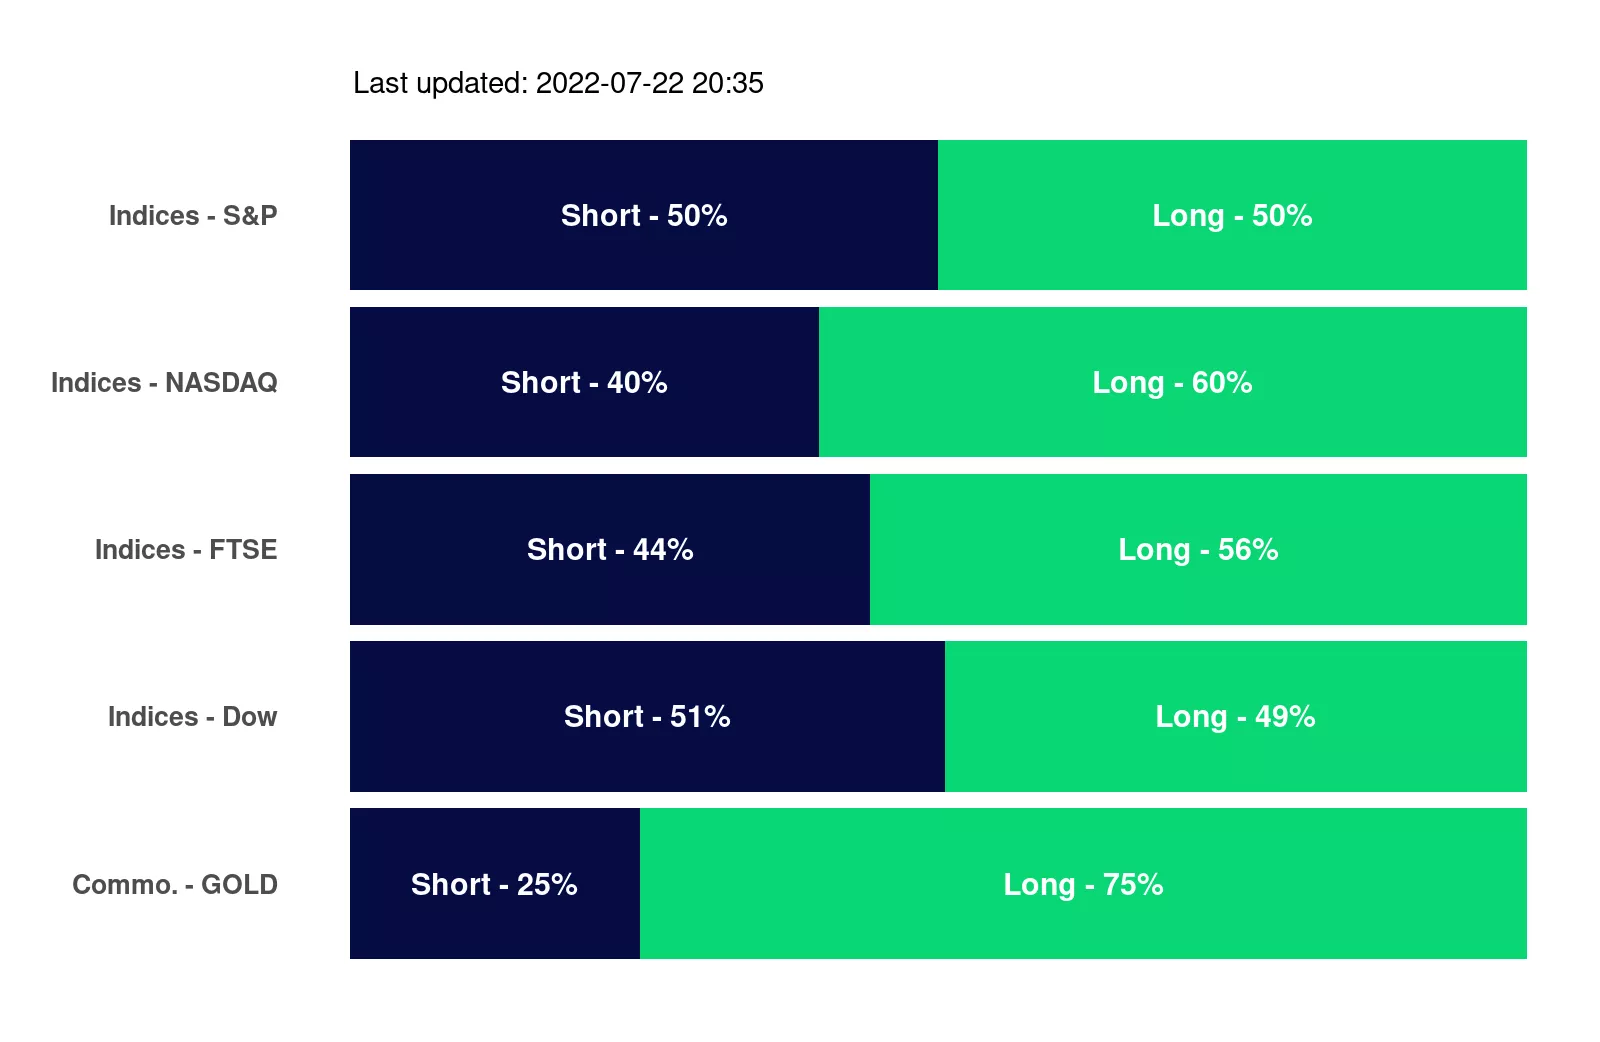 Last updated: 2022-07-22 20:35
Indices - S&P Short - 50% Long - 50%
Indices - NASDAQ Short - 40% Long - 60%
Indices - FTSE Short - 44% Long - 56%
Indices - Dow Short - 51% Long - 49%
Commo. - GOLD Short - 25% Long - 75%